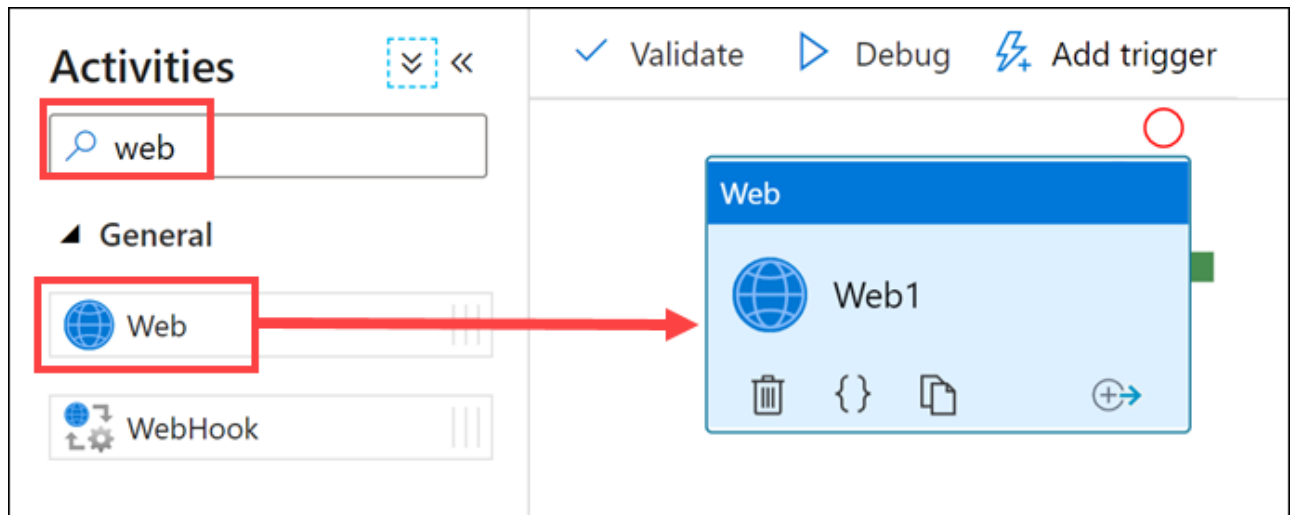 Activities
web
General
Web
WebHook
Validate
Debug
Add trigger
Web
Web1